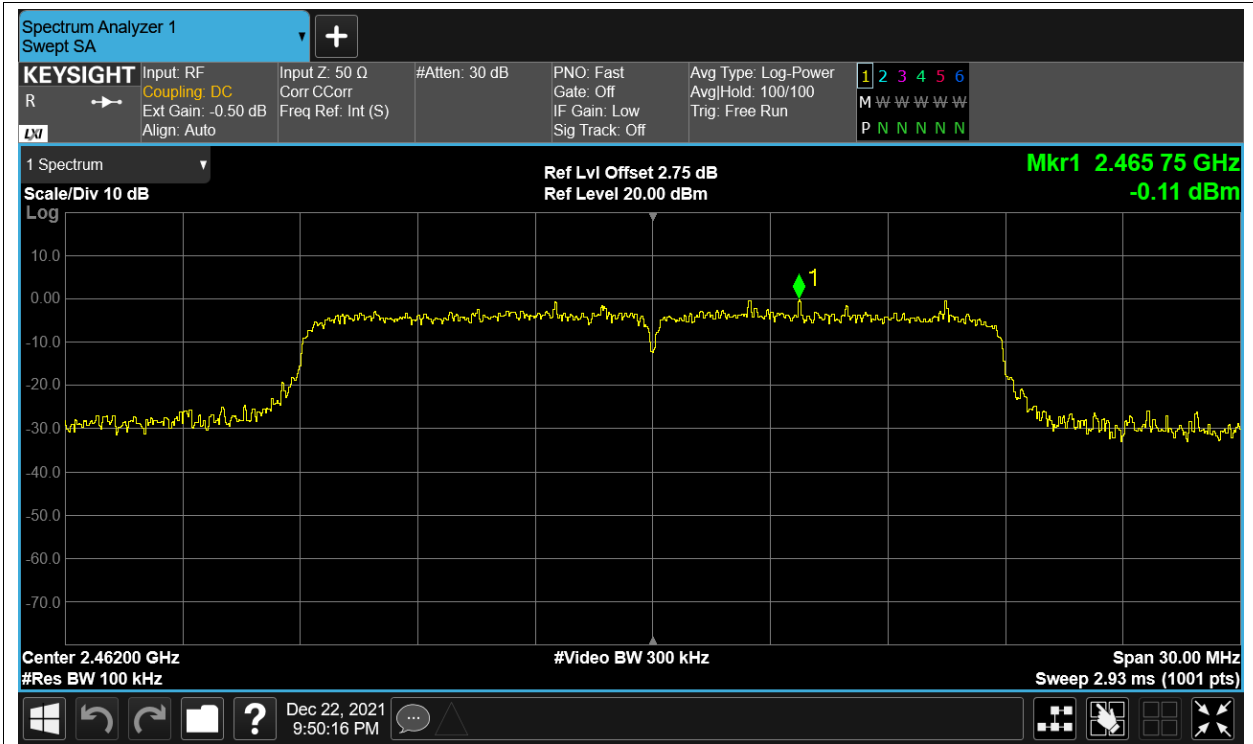 Spectrum Analyzer 1
Swept SA
+
KEYSIGHT
R
LXI
Input: RF
Coupling: DC
Ext Gain: -0.50 dB
Align: Auto
Input Z: 50 Ω
Corr CCorr
Freq Ref: Int (S)
#Atten: 30 dB
PNO: Fast
Gate: Off
IF Gain: Low
Sig Track: Off
Avg Type: Log-Power
Avg|Hold: 100/100
Trig: Free Run
1 2 3 4 5 6
M W W W W W
P N N N N N
1 Spectrum
Scale/Div 10 dB
Log
Ref Lvl Offset 2.75 dB
Ref Level 20.00 dBm
Mkr1 2.465 75 GHz
-0.11 dBm
1
10.0
0.00
-10.0
-20.0
-30.0
-40.0
-50.0
-60.0
-70.0
Center 2.46200 GHz
#Res BW 100 kHz
#Video BW 300 kHz
Span 30.00 MHz
Sweep 2.93 ms (1001 pts)
?
Dec 22, 2021
9:50:16 PM